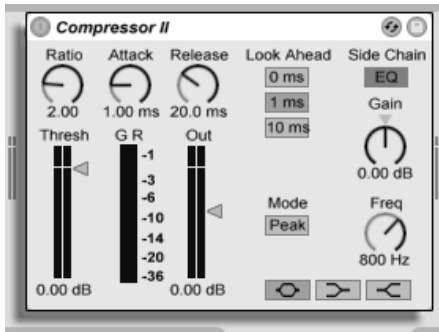 Compressor II
Ratio Attack Release Look Ahead Side Chain
2.00 1.00 ms 20.0 ms 0 ms EQ
1 ms Gain
Thresh G R Out 10 ms
-1
-3 0.00 dB
-6
-10 Mode Freq
-14 Peak
-20 800 Hz
-36
0.00 dB 0.00 dB